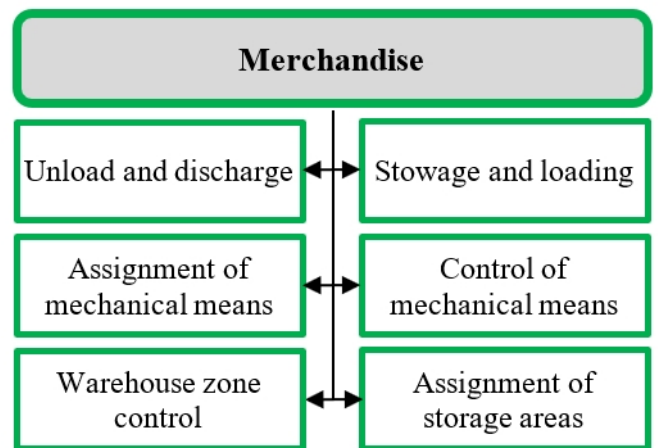 Merchandise
Unload and discharge
Stowage and loading
Assignment of
mechanical means
Control of
mechanical means
Warehouse zone
control
Assignment of
storage areas